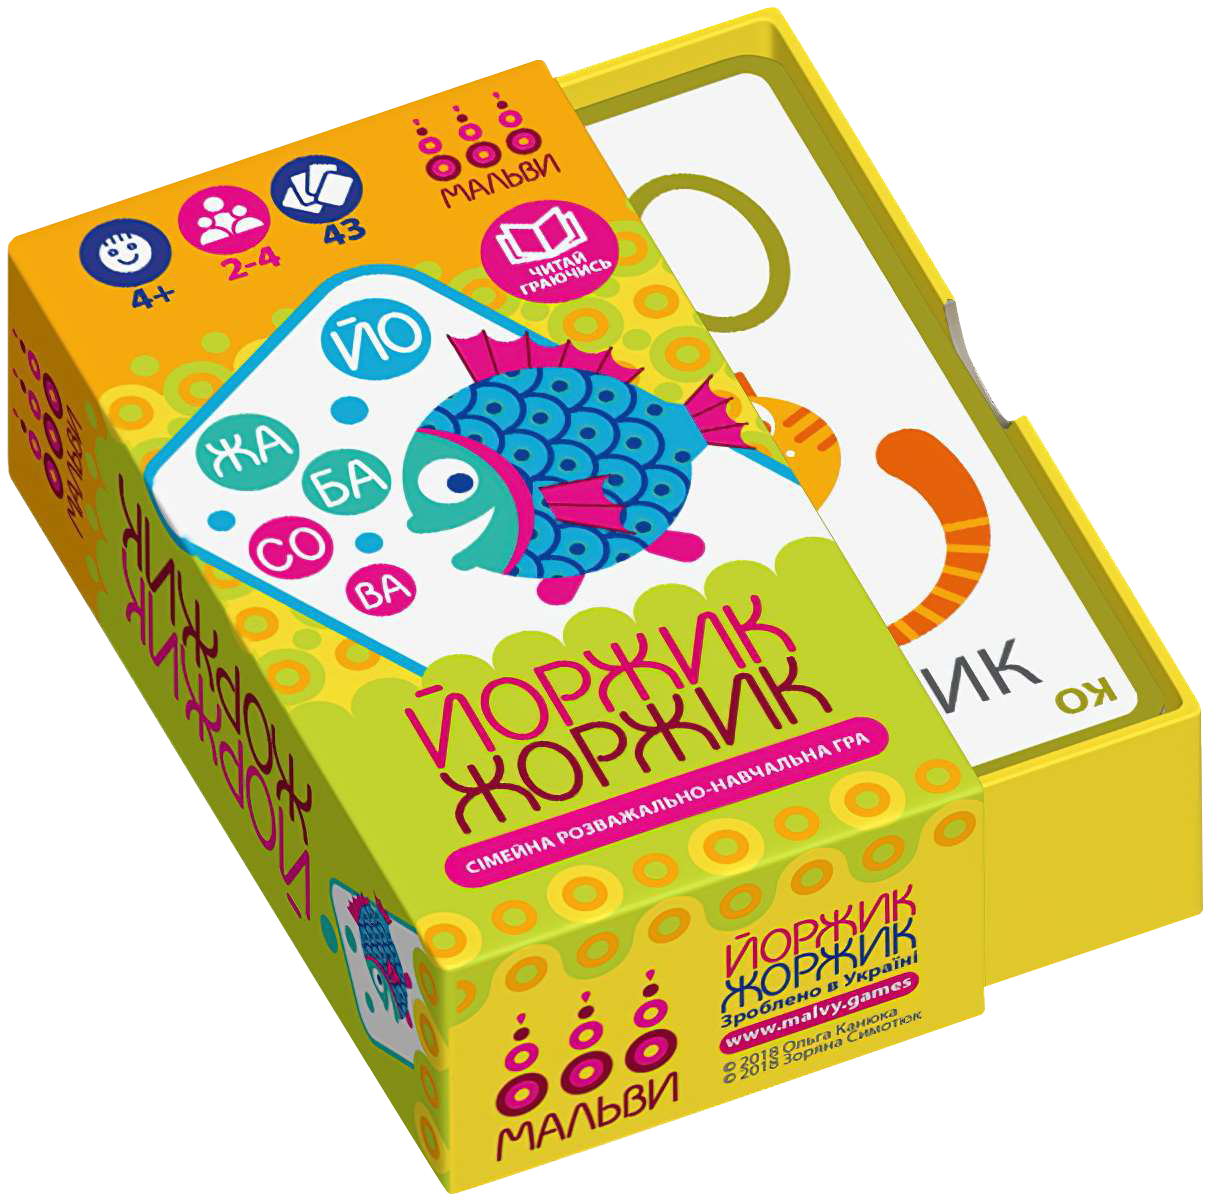 МАЛЬВИ
4+
2-4
43
ЧИТАЙ
ГРАЮЧИСЬ
ЙО
ЖА
БА
СО
ВА
ЙОРЖИК
ЖОРЖИК
СІМЕЙНА РОЗВАЖАЛЬНО-НАВЧАЛЬНА ГРА
МАЛЬВИ
ЙОРЖИК
ЖОРЖИК
ИК
КО
МАЛЬВИ
ЙОРЖИК
ЖОРЖИК
Зроблено в Україні
www.malvy.games
© 2018 Ольга Канюка
© 2018 Зоряна Симотюк